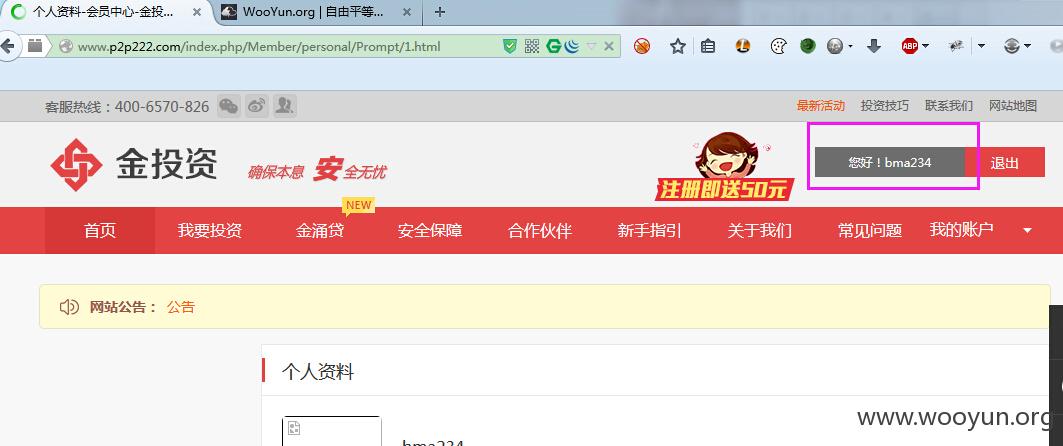 个人资料-会员中心-金投...
WooYun.org | 自由平等...
www.p2p222.com/index.php/Member/personal/Prompt/1.html
ABP
客服热线：400-6570-826
最新活动 投资技巧 联系我们 网站地图
金投资
确保本息 安全无忧
注册即送50元
您好！bma234
退出
NEW
首页 我要投资 金涌贷 安全保障 合作伙伴 新手指引 关于我们 常见问题 我的账户
网站公告： 公告
个人资料
bma234
www.wooyun.org